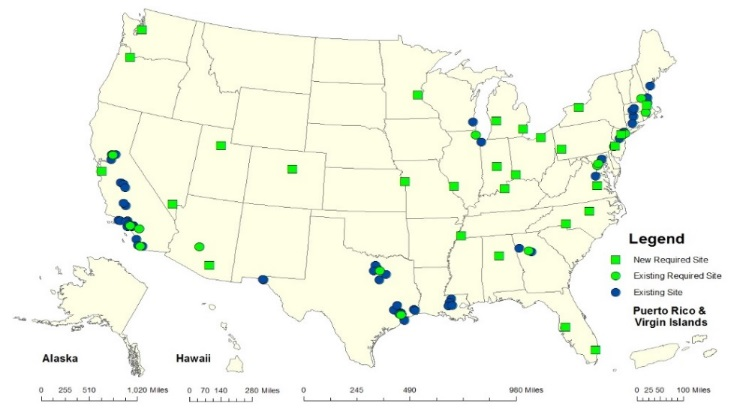 Legend
New Required Site
Existing Required Site
Existing Site
Puerto Rico &
Virgin Islands
Alaska
Hawaii
0 255 510 1,020 Miles
0 70 140 280 Miles
0 245 490 980 Miles
0 25 50 100 Miles